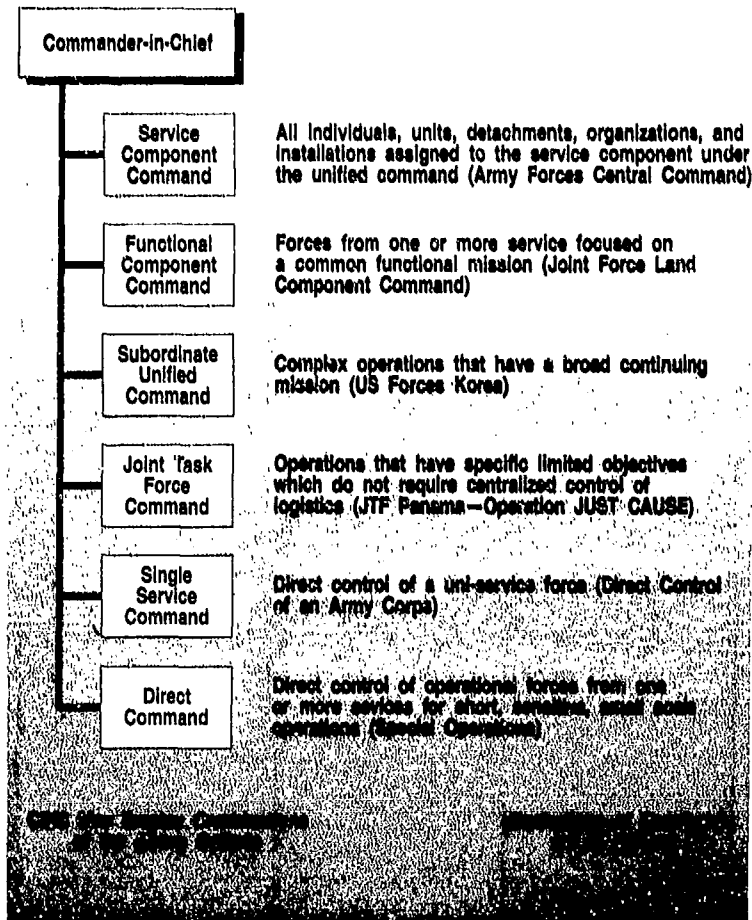 Commander-in-Chief
Service
Component
Command
All individuals, units, detachments, organizations, and
installations assigned to the service component under
the unified command (Army Forces Central Command)
Functional
Component
Command
Forces from one or more service focused on
a common functional mission (Joint Force Land
Component Command)
Subordinate
Unified
Command
Complex operations that have a broad continuing
mission (US Forces Korea)
Joint Task
Force
Command
Operations that have specific limited objectives
which do not require centralized control of
logistics (JTF Panama—Operation JUST CAUSE)
Single
Service
Command
Direct control of a uni-service force (Direct Control
of an Army Corps)
Direct
Command
Direct control of operational forces from one
or more sevices for short, sensitive, small scale
operations (Special Operations)